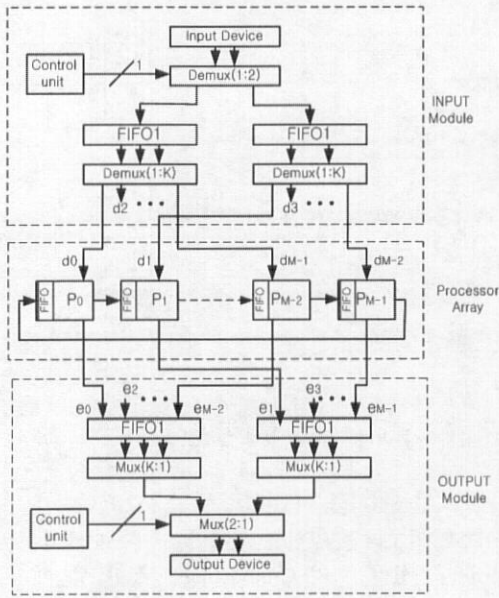 Input Device
Control unit
1
Demux(1:2)
INPUT Module
FIFO1
FIFO1
Demux(1:K)
Demux(1:K)
d2 • • •
d3 • • •
d0
d1
dM-1
dM-2
FIFO
P0
FIFO
P1
FIFO
PM-2
FIFO
PM-1
Processor Array
e2
e3
e0
eM-2
e1
eM-1
FIFO1
FIFO1
Mux(K:1)
Mux(K:1)
OUTPUT Module
Control unit
1
Mux(2:1)
Output Device